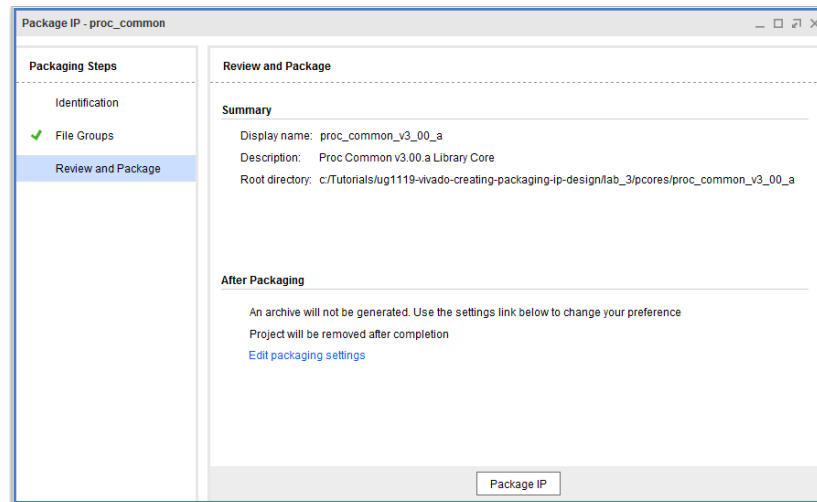 Package IP - proc_common
Packaging Steps
Identification
File Groups
Review and Package
Review and Package
Summary
Display name: proc_common_v3_00_a
Description: Proc Common v3.00.a Library Core
Root directory: c:/Tutorials/ug1119-vivado-creating-packaging-ip-design/lab_3/pcores/proc_common_v3_00_a
After Packaging
An archive will not be generated. Use the settings link below to change your preference
Project will be removed after completion
Edit packaging settings
Package IP